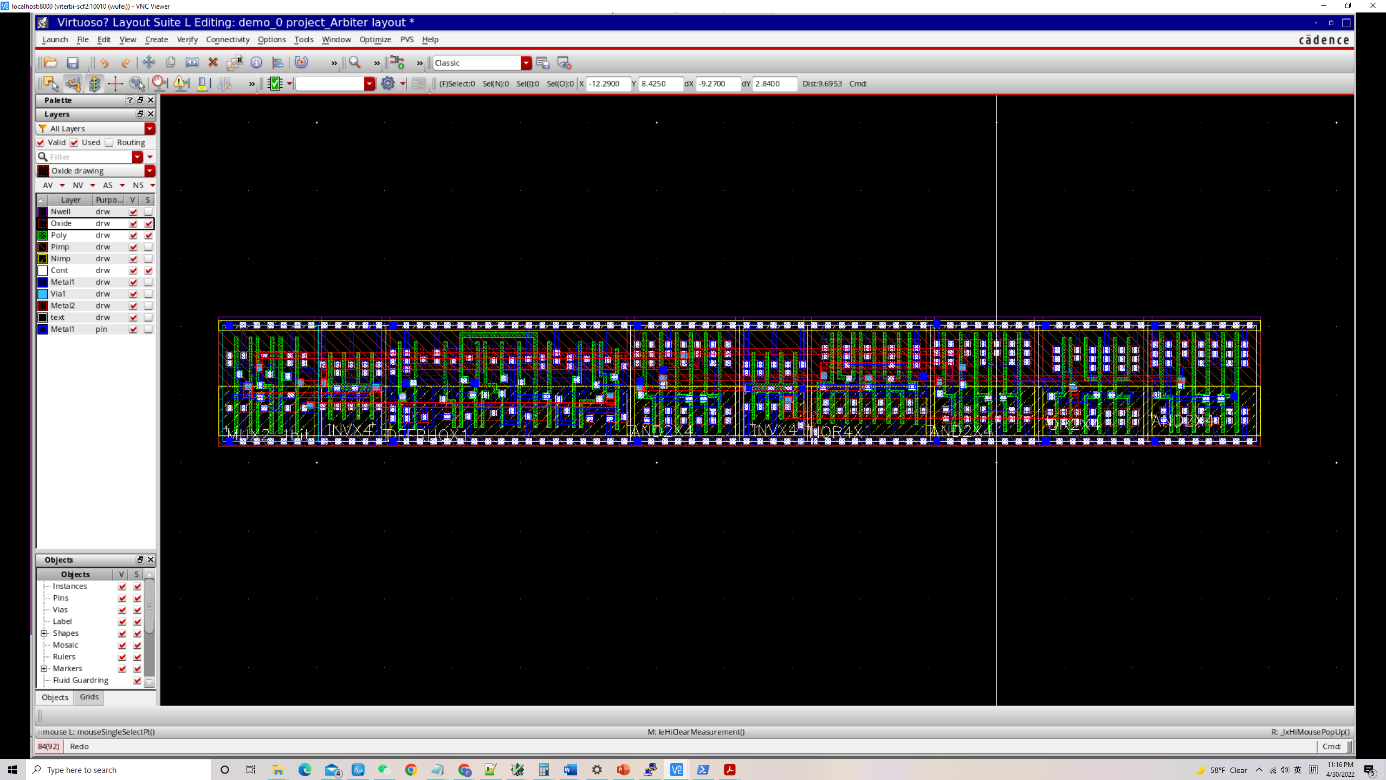 localhost:8000 (viterbi-scf2:10010 (wufei)) - VNC Viewer
Virtuoso? Layout Suite L Editing: demo_0 project_Arbiter layout *
Launch File Edit View Create Verify Connectivity Options Tools Window Optimize PVS Help
cādence
Classic
(F)Select:0 Sel(N):0 Sel(I):0 Sel(O):0 X -12.2900 Y 8.4250 dX -9.2700 dY 2.8400 Dist:9.6953 Cmd:
Palette
Layers
All Layers
Valid Used Routing
Filter
Oxide drawing
AV NV AS NS
Layer Purpo... V S
Nwell drw
Oxide drw
Poly drw
Pimp drw
Nimp drw
Cont drw
Metal1 drw
Via1 drw
Metal2 drw
text drw
Metal1 pin
INVX4 AND2X4 INVX4 AND2X4
Objects
Objects V S
Instances
Pins
Vias
Label
Shapes
Mosaic
Rulers
Markers
Fluid Guardring
Objects Grids
mouse L: mouseSingleSelectPt() M: leHiClearMeasurement() R: _lxHiMousePopUp()
84(92) Redo Cmd:
Type here to search
58°F Clear
英
11:16 PM
4/30/2022